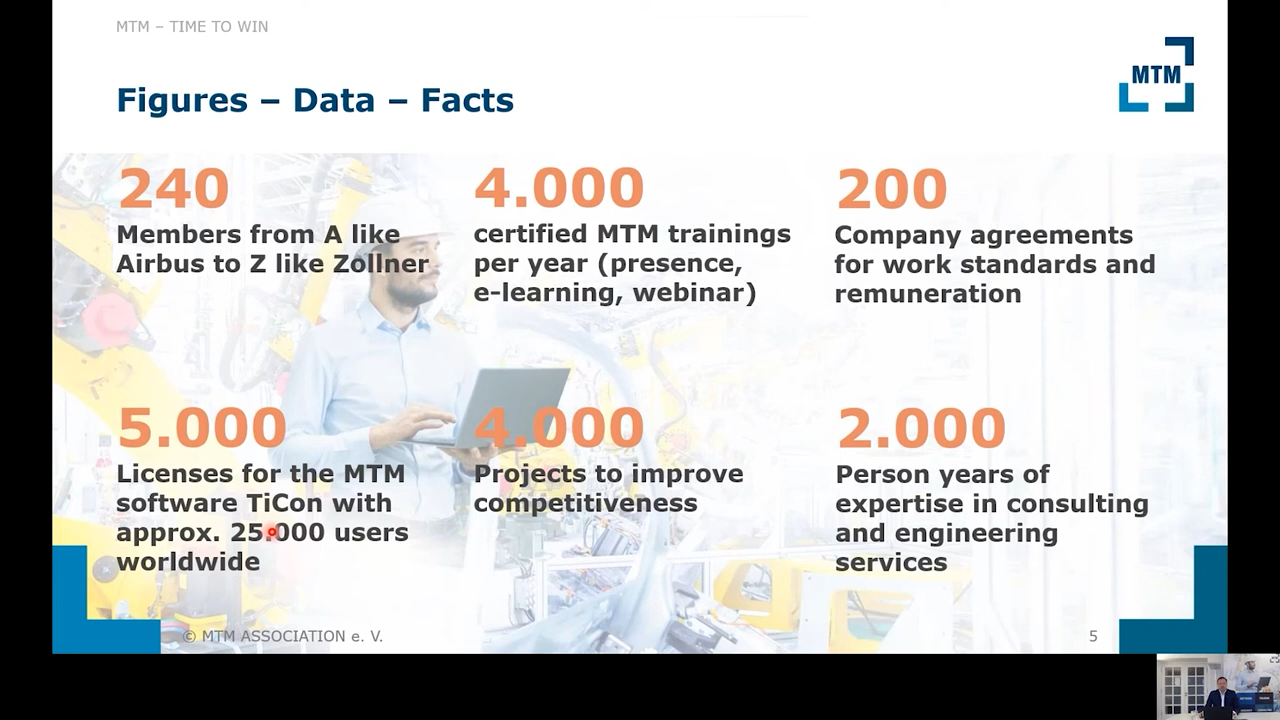 MTM – TIME TO WIN
MTM
Figures – Data – Facts
240
Members from A like
Airbus to Z like Zollner
4.000
certified MTM trainings
per year (presence,
e-learning, webinar)
200
Company agreements
for work standards and
remuneration
5.000
Licenses for the MTM
software TiCon with
approx. 25.000 users
worldwide
4.000
Projects to improve
competitiveness
2.000
Person years of
expertise in consulting
and engineering
services
© MTM ASSOCIATION e. V.
5